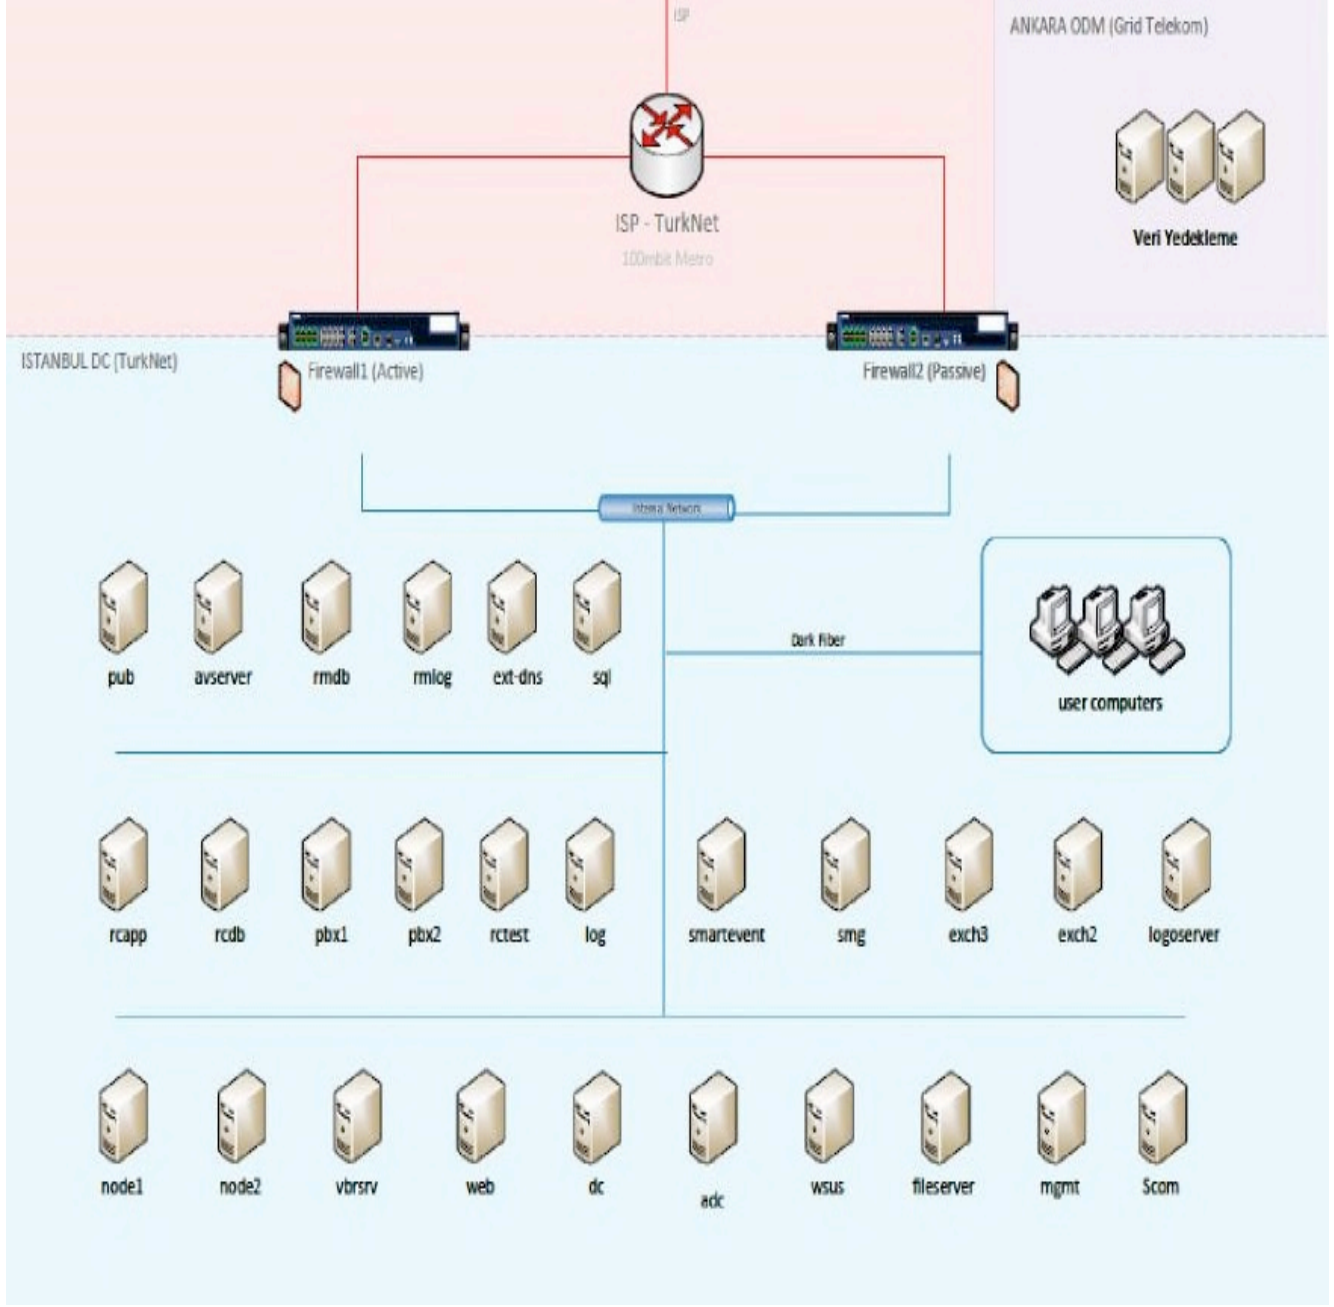 ISP
ANKARA ODM (Grid Telekom)
ISP - TurkNet
100mbit Metro
Veri Yedekleme
ISTANBUL DC (TurkNet)
Firewall1 (Active)
Firewall2 (Passive)
Internal Network
Dark Fiber
user computers
pub
avserver
rmdb
rmlog
ext-dns
sql
rcapp
rcdb
pbx1
pbx2
rctest
log
smartevent
smg
exch3
exch2
logoserver
node1
node2
vbrsrv
web
dc
adc
wsus
fileserver
mgmt
Scom